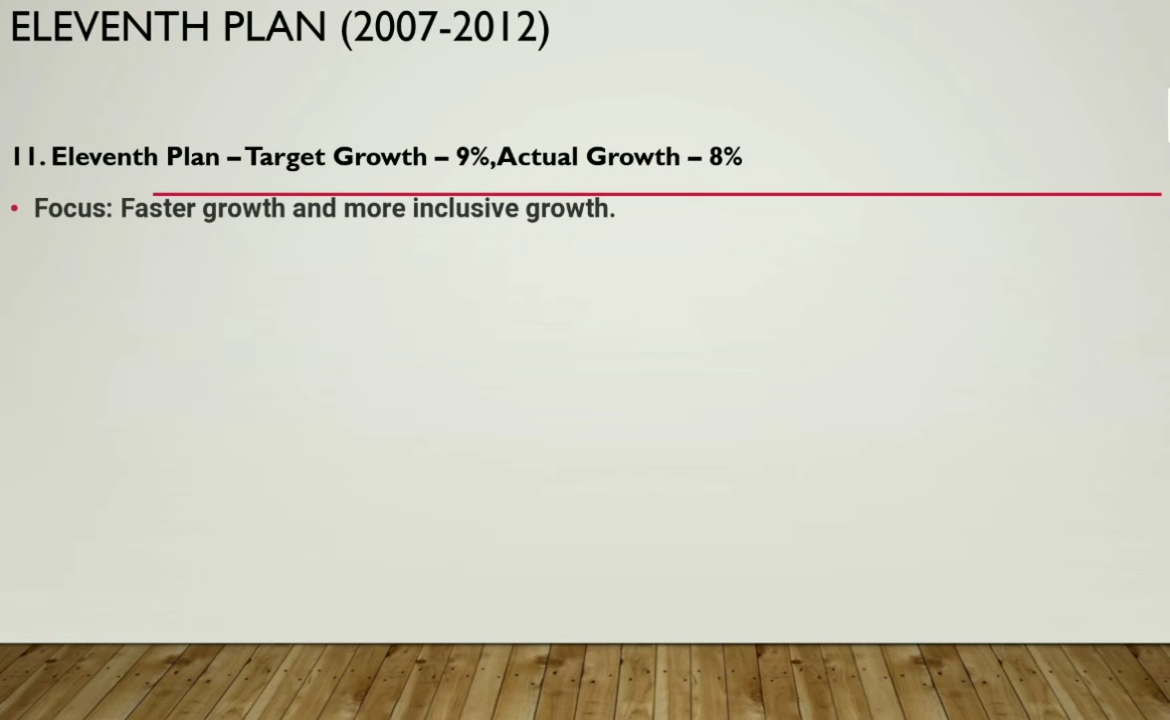 ELEVENTH PLAN (2007-2012)
11. Eleventh Plan – Target Growth – 9%,Actual Growth – 8%
• Focus: Faster growth and more inclusive growth.